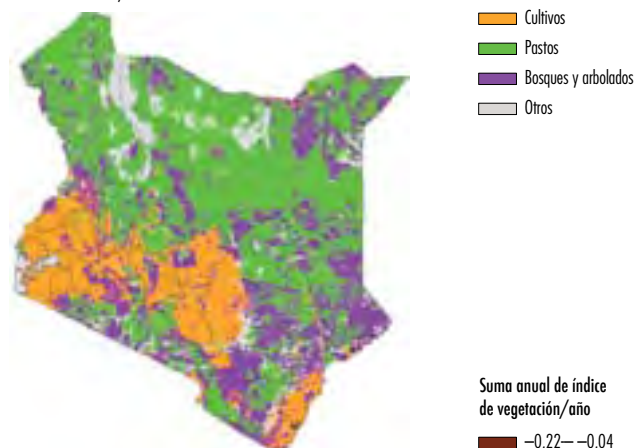 Cultivos
Pastos
Bosques y arbolados
Otros
Suma anual de índice
de vegetación/año
–0.22– –0.04